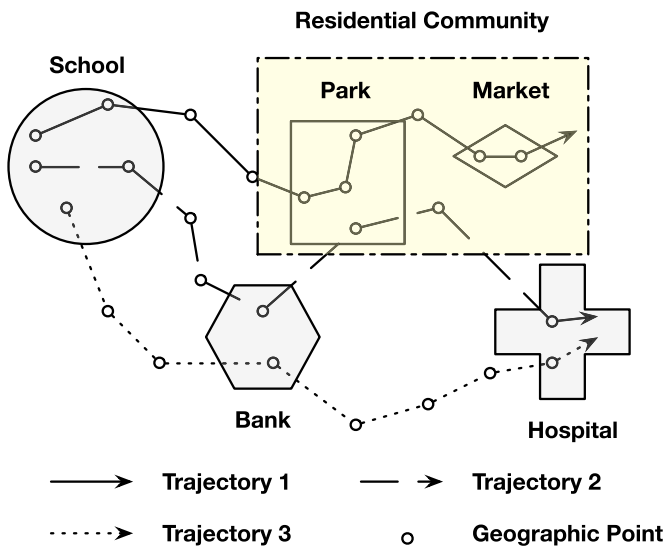 Residential Community
School
Park
Market
Bank
Hospital
Trajectory 1
Trajectory 2
Trajectory 3
Geographic Point